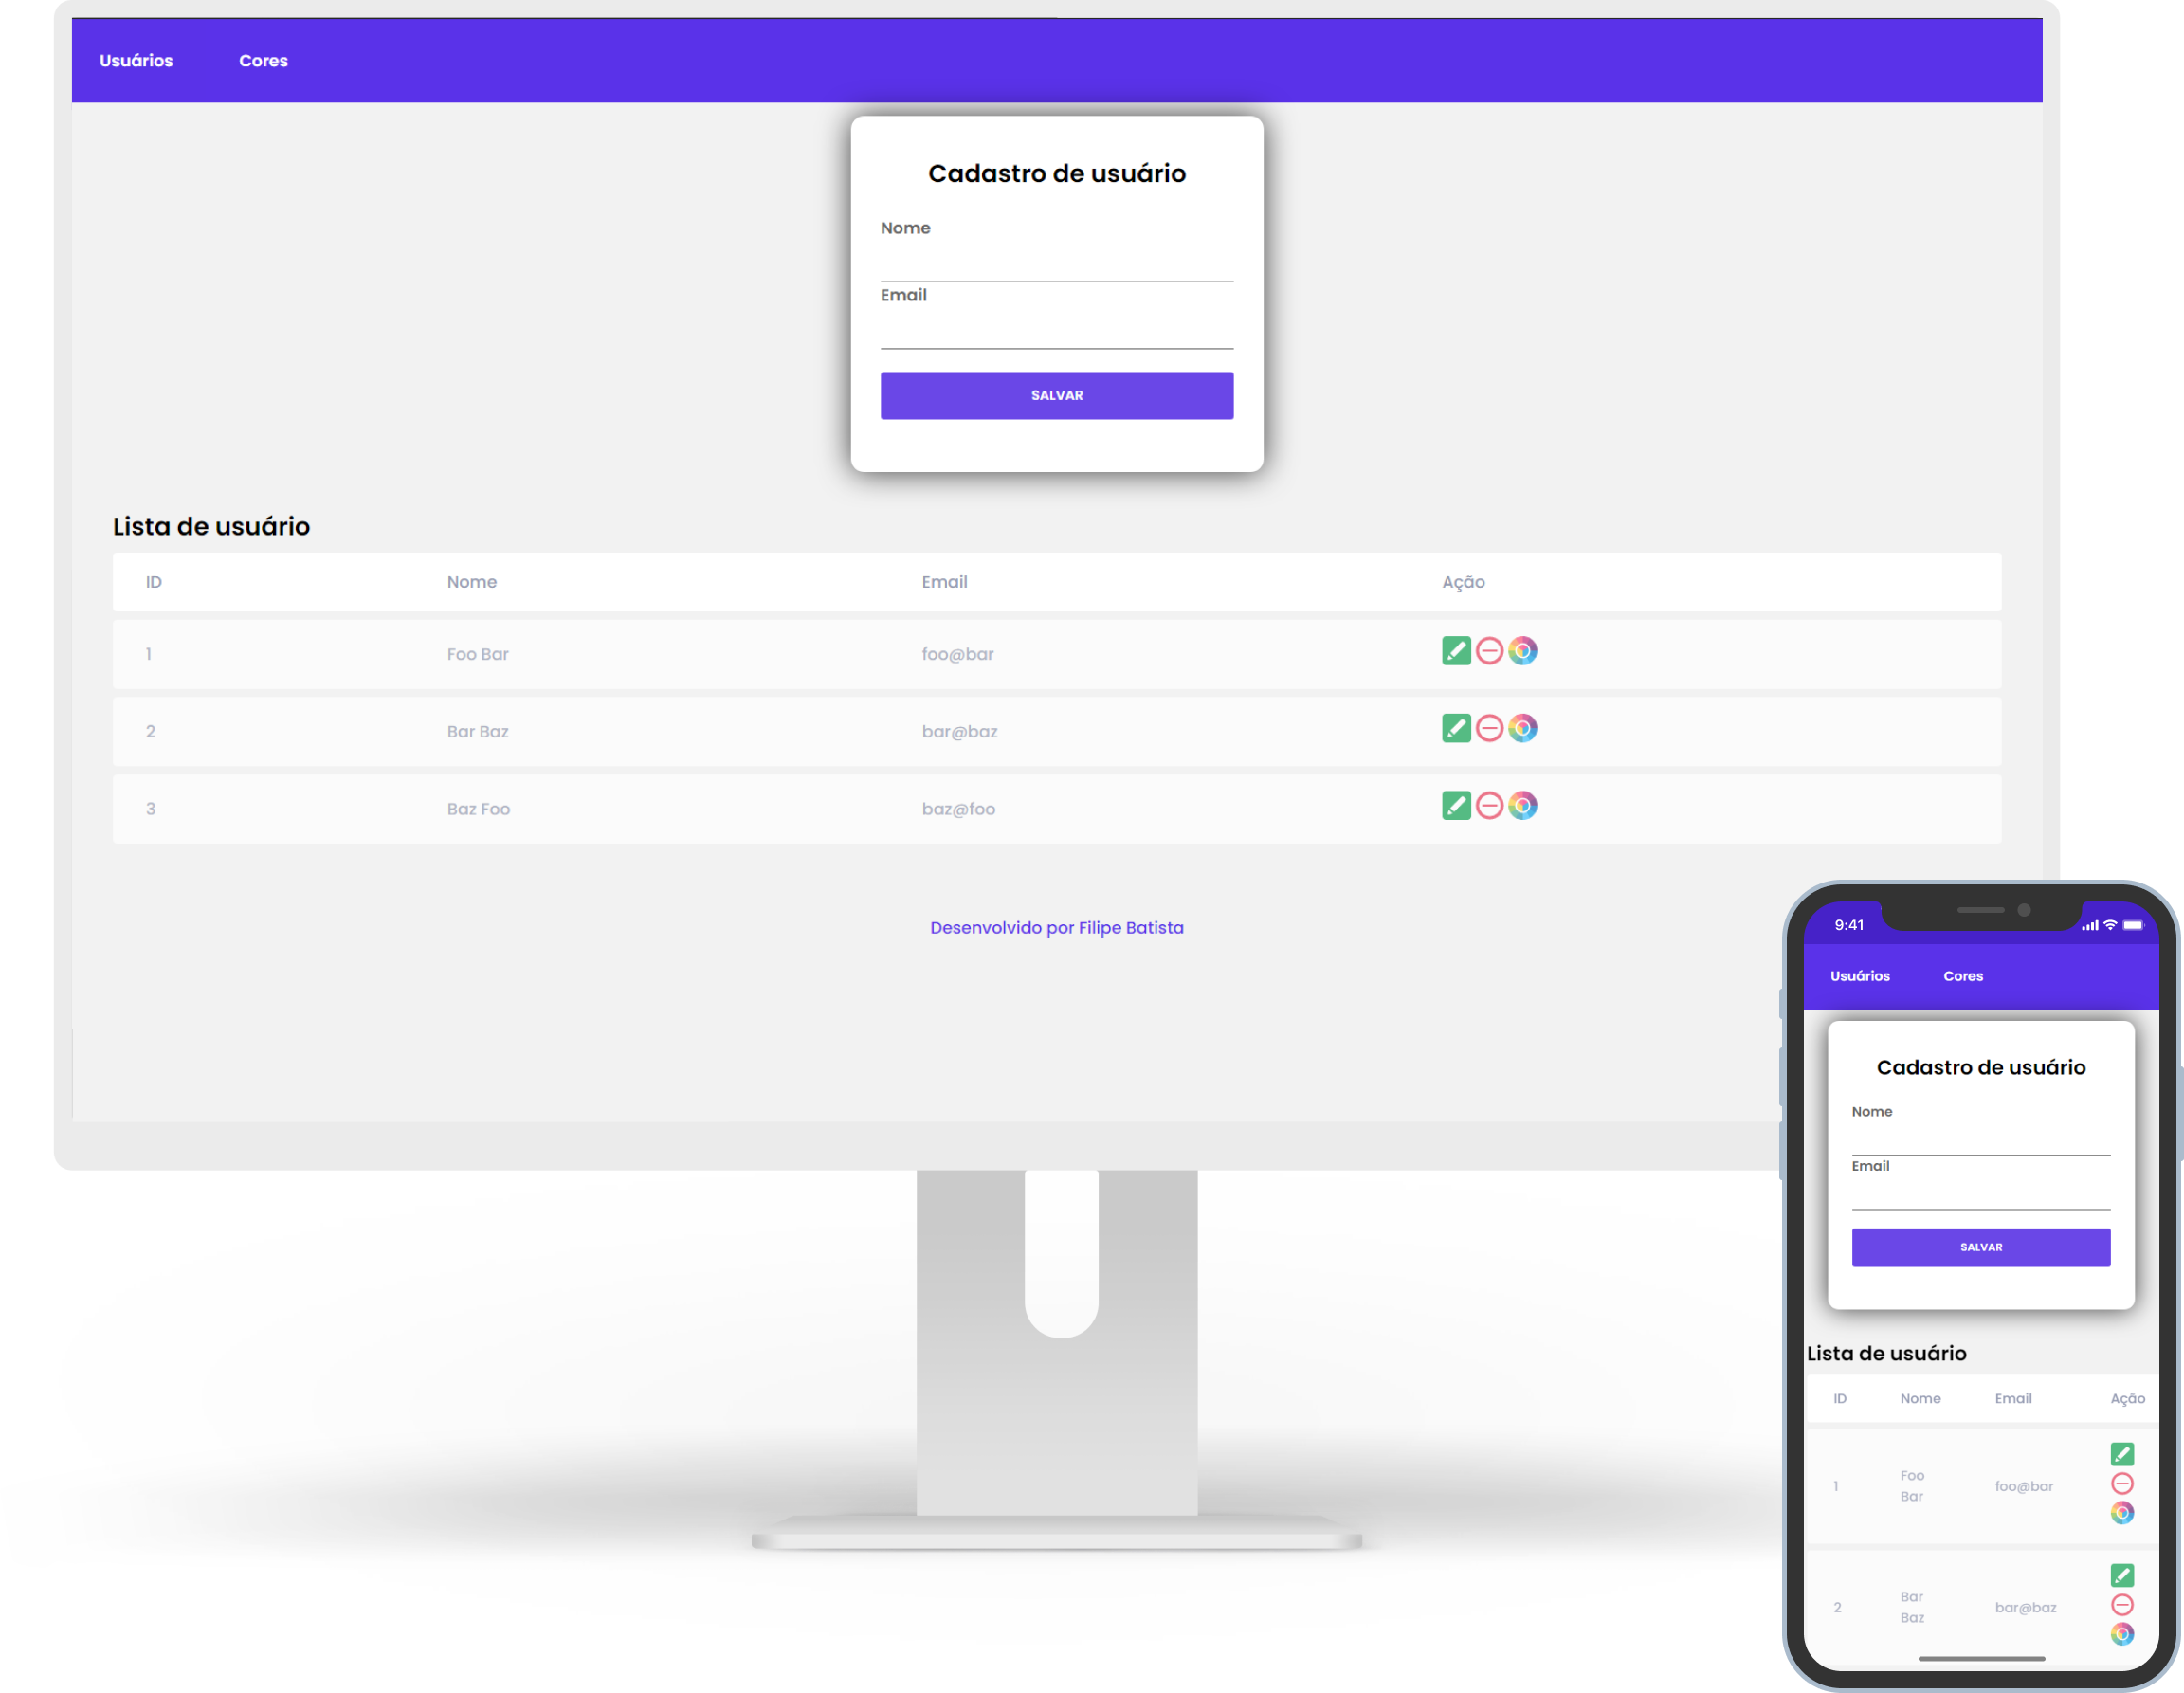 Usuários Cores
Cadastro de usuário
Nome
Email
SALVAR
Lista de usuário
ID Nome Email Ação
1 Foo Bar foo@bar
2 Bar Baz bar@baz
3 Baz Foo baz@foo
Desenvolvido por Filipe Batista
9:41
Usuários Cores
Cadastro de usuário
Nome
Email
SALVAR
Lista de usuário
ID Nome Email Ação
1 Foo Bar foo@bar
2 Bar Baz bar@baz